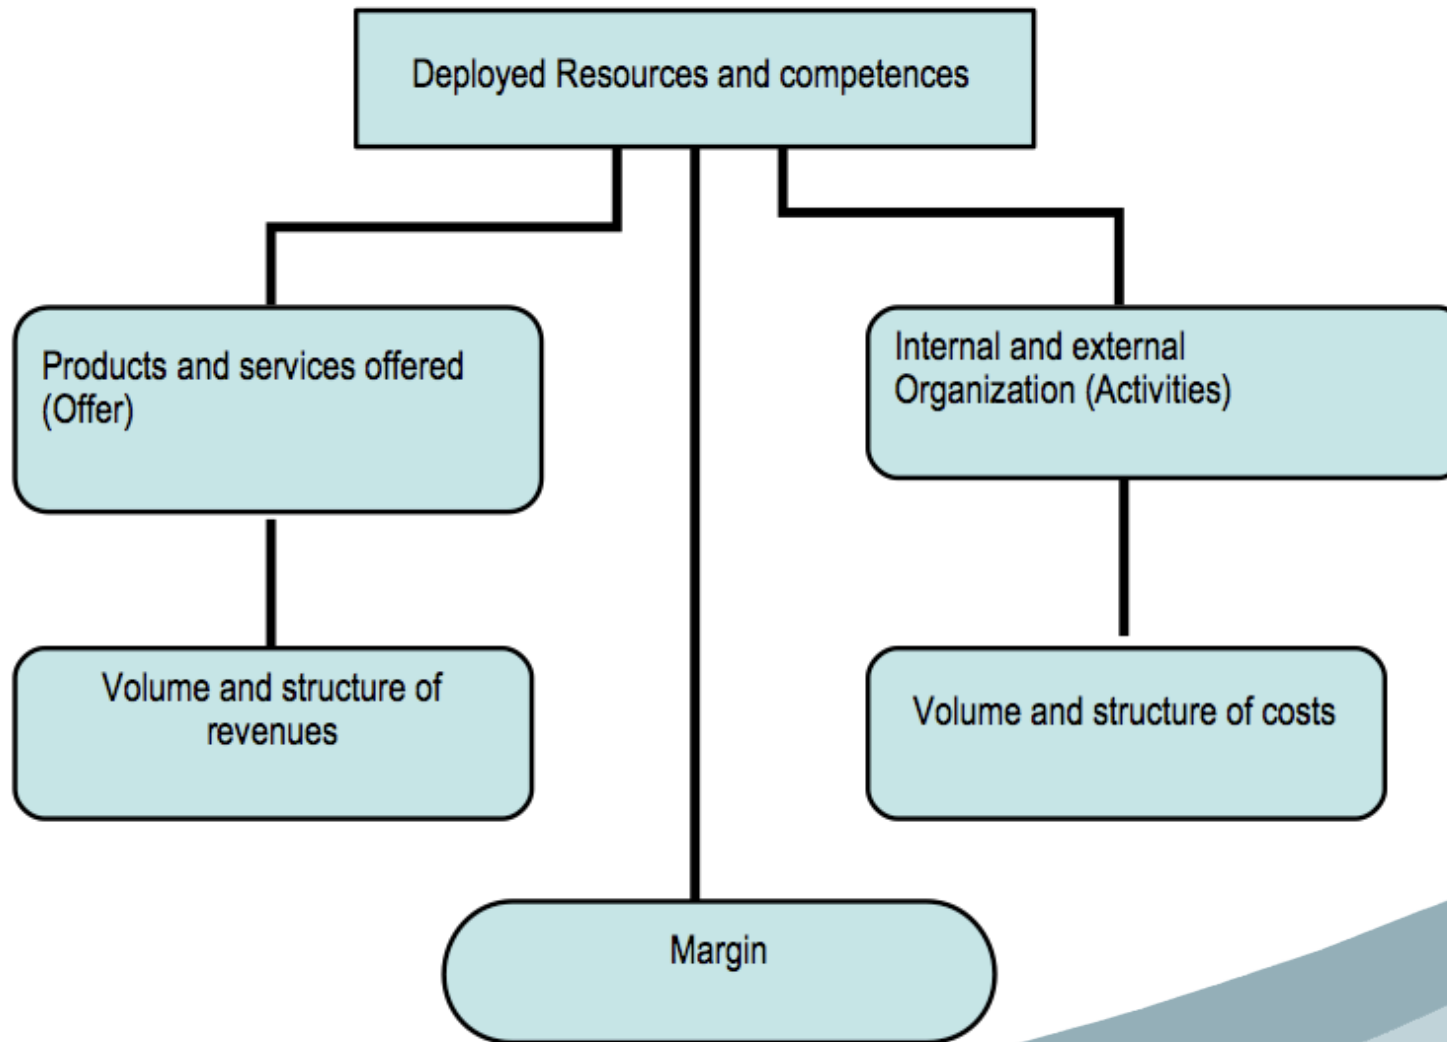 Deployed Resources and competences
Products and services offered
(Offer)
Internal and external
Organization (Activities)
Volume and structure of
revenues
Volume and structure of costs
Margin